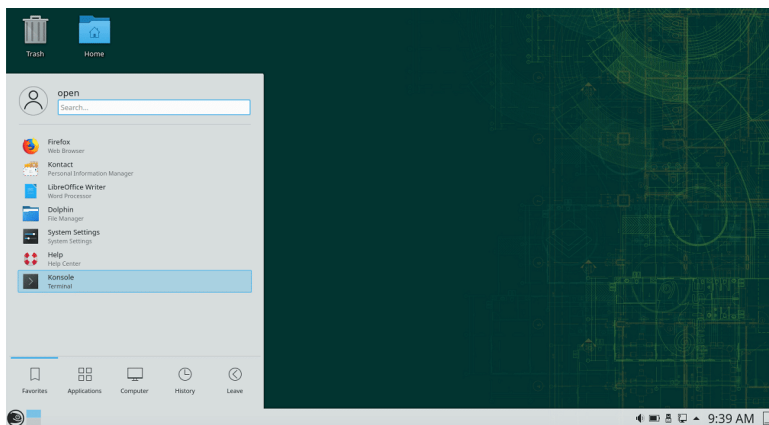 Trash
Home
open
Search...
Firefox
Web Browser
Kontact
Personal Information Manager
LibreOffice Writer
Word Processor
Dolphin
File Manager
System Settings
System Settings
Help
Help Center
Konsole
Terminal
Favorites Applications Computer History Leave
9:39 AM